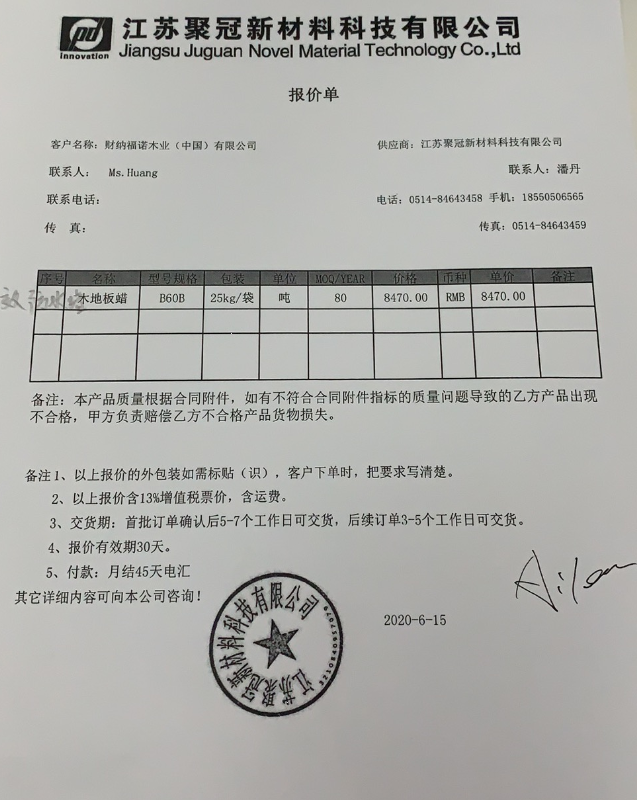 pd
innovation
江苏聚冠新材料科技有限公司
Jiangsu Juguan Novel Material Technology Co.,Ltd
报价单
客户名称：财纳福诺木业（中国）有限公司 供应商：江苏聚冠新材料科技有限公司
联系人： Ms.Huang 联系人：潘丹
联系电话： 电话：0514-84643458 手机：18550506565
传 真： 传真：0514-84643459
序号 名称 型号规格 包装 单位 MOQ/YEAR 价格 币种 单价 备注
木地板蜡 B60B 25kg/袋 吨 80 8470.00 RMB 8470.00
备注：本产品质量根据合同附件，如有不符合合同附件指标的质量问题导致的乙方产品出现
不合格，甲方负责赔偿乙方不合格产品货物损失。
备注1、以上报价的外包装如需标贴（识），客户下单时，把要求写清楚。
2、以上报价含13%增值税票价，含运费。
3、交货期：首批订单确认后5-7个工作日可交货，后续订单3-5个工作日可交货。
4、报价有效期30天。
5、付款：月结45天电汇
其它详细内容可向本公司咨询！
江苏聚冠新材料科技有限公司
2020-6-15